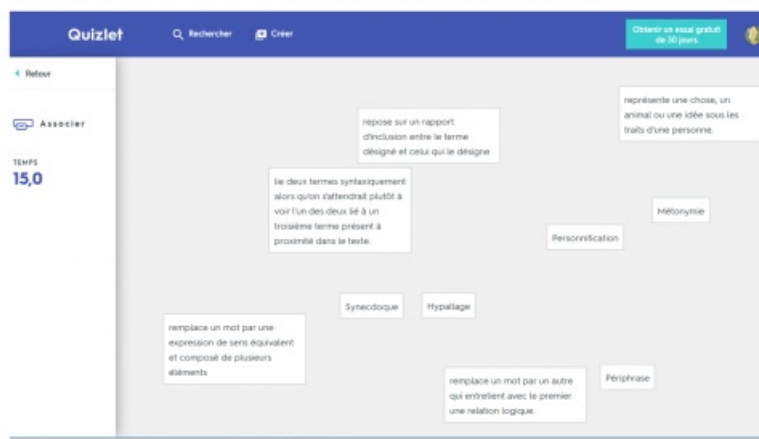 Quizlet
Rechercher
Créer
Obtenir un essai gratuit
de 30 jours
Retour
Associer
TEMPS
15,0
représente une chose, un
animal ou une idée sous les
traits d'une personne.
repose sur un rapport
d'inclusion entre le terme
désigné et celui qui le désigne
lie deux termes syntaxiquement
alors qu'on s'attendrait plutôt à
voir l'un des deux lié à un
troisième terme présent à
proximité dans le texte.
Métonymie
Personnification
Synecdoque
Hypallage
remplace un mot par une
expression de sens équivalent
et composé de plusieurs
éléments
remplace un mot par un autre
qui entretient avec le premier
une relation logique.
Périphrase